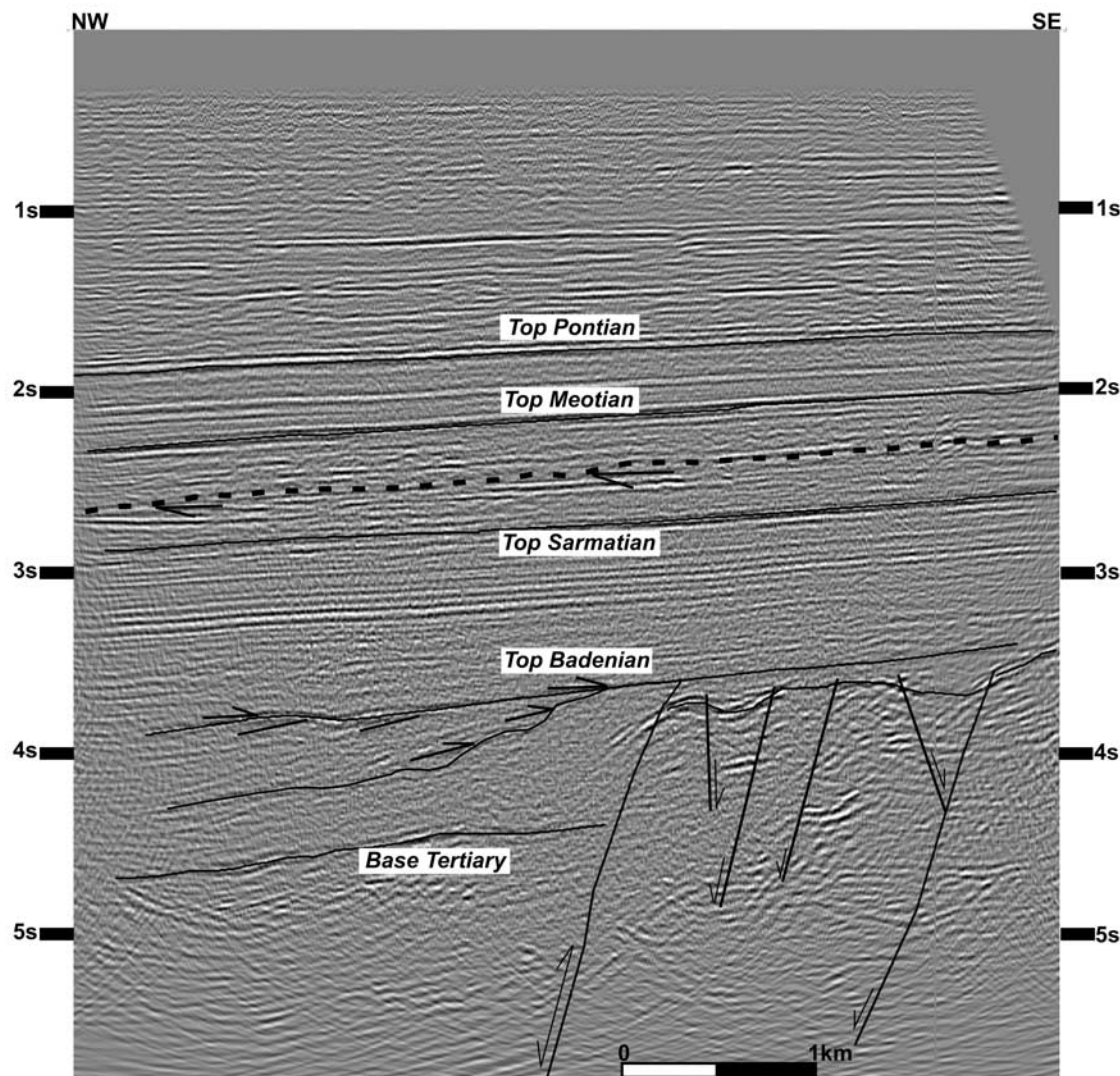 NW SE
1s 1s
Top Pontian
2s 2s
Top Meotian
Top Sarmatian
3s 3s
Top Badenian
4s 4s
Base Tertiary
5s 5s
0 1km